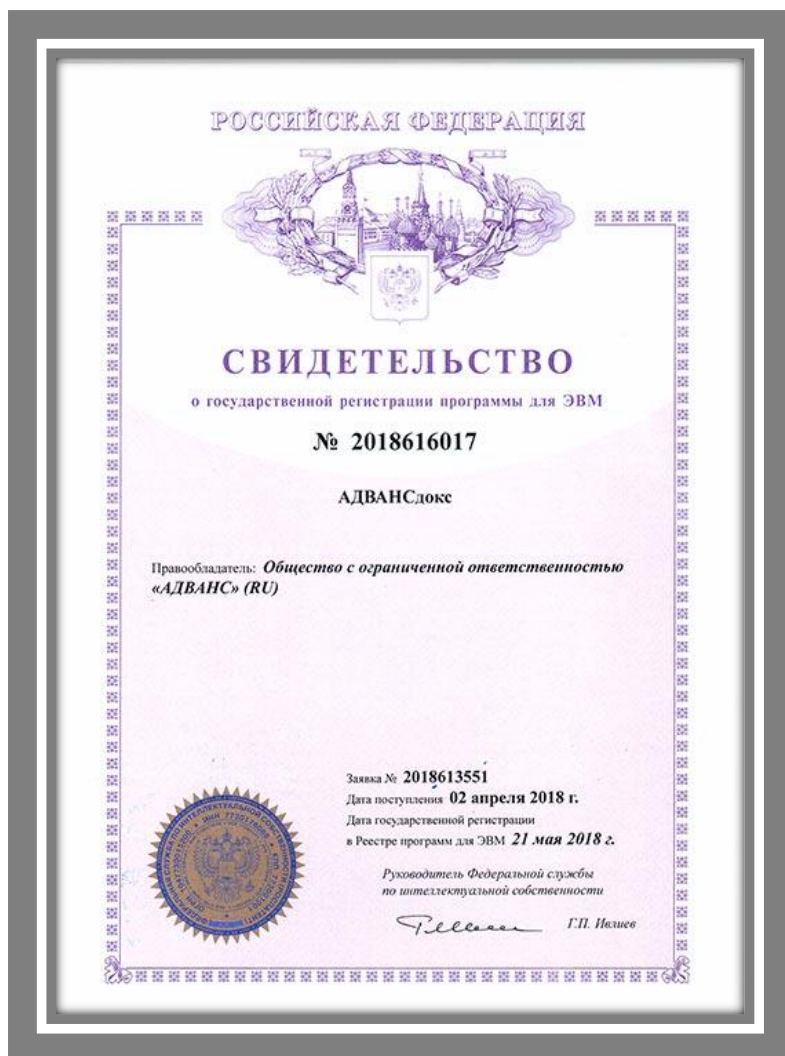 РОССИЙСКАЯ ФЕДЕРАЦИЯ
СВИДЕТЕЛЬСТВО
о государственной регистрации программы для ЭВМ
№ 2018616017
АДВАНСдокс
Правообладатель: Общество с ограниченной ответственностью
«АДВАНС» (RU)
Заявка № 2018613551
Дата поступления 02 апреля 2018 г.
Дата государственной регистрации
в Реестре программ для ЭВМ 21 мая 2018 г.
Руководитель Федеральной службы
по интеллектуальной собственности
Г.П. Ивлиев